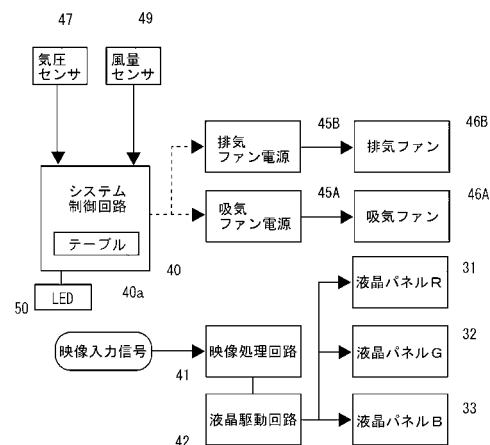 47
49
気圧
センサ
風量
センサ
45B
46B
排気
ファン電源
排気ファン
システム
制御回路
テーブル
45A
46A
吸気
ファン電源
吸気ファン
40
40a
LED
50
31
液晶パネルR
映像入力信号
映像処理回路
41
32
液晶パネルG
33
液晶駆動回路
42
液晶パネルB